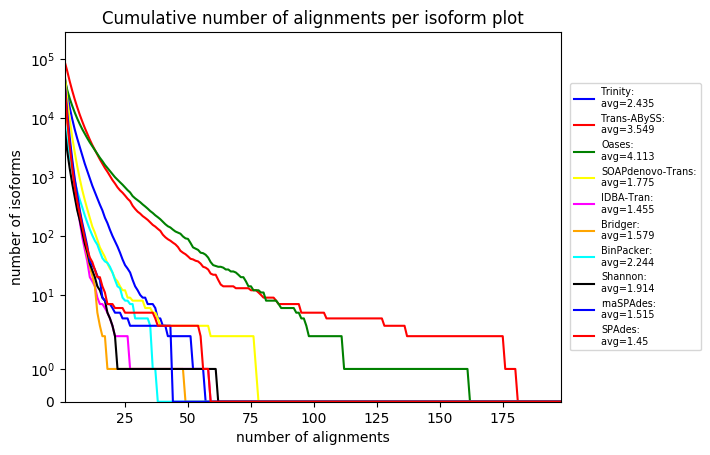 Cumulative number of alignments per isoform plot
number of isoforms
10^5
10^4
10^3
10^2
10^1
10^0
0
25
50
75
100
125
150
175
number of alignments
Trinity:
avg=2.435
Trans-ABySS:
avg=3.549
Oases:
avg=4.113
SOAPdenovo-Trans:
avg=1.775
IDBA-Tran:
avg=1.455
Bridger:
avg=1.579
BinPacker:
avg=2.244
Shannon:
avg=1.914
rnaSPAdes:
avg=1.515
SPAdes:
avg=1.45